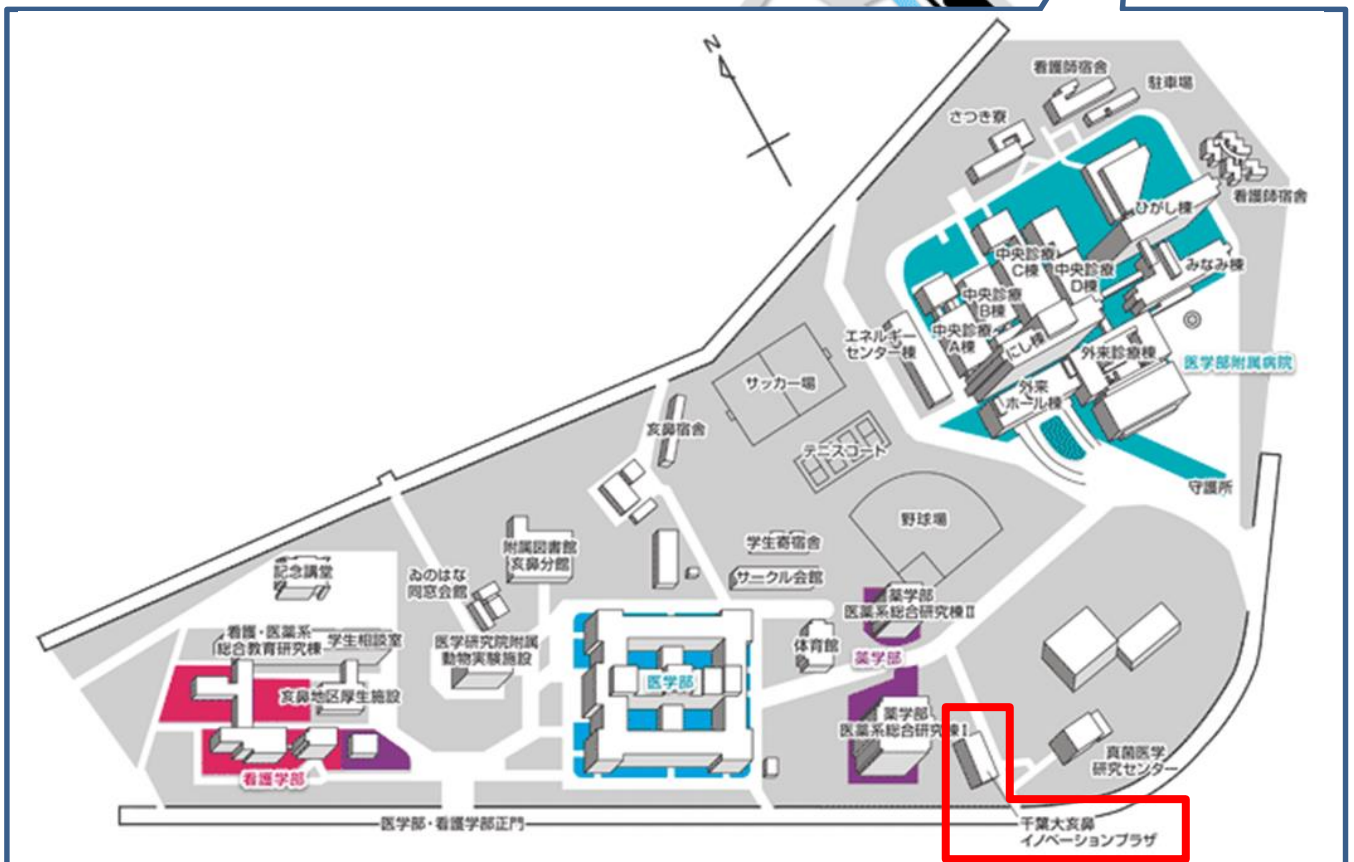 N
看護師宿舎
駐車場
さつき寮
看護師宿舎
ひがし棟
中央診療
C棟
中央診療
D棟
みなみ棟
中央診療
B棟
エネルギー
センター棟
中央診療
A棟
にし棟
外来診療棟
医学部附属病院
外来
ホール棟
サッカー場
亥鼻宿舎
テニスコート
守護所
野球場
附属図書館
亥鼻分館
学生寄宿舎
記念講堂
ゐのはな
同窓会館
サークル会館
薬学部
医薬系総合研究棟Ⅱ
看護・医薬系
総合教育研究棟
学生相談室
医学研究院附属
動物実験施設
体育館
薬学部
医学部
亥鼻地区厚生施設
薬学部
医薬系総合研究棟Ⅰ
真菌医学
研究センター
看護学部
医学部・看護学部正門
千葉大亥鼻
イノベーションプラザ